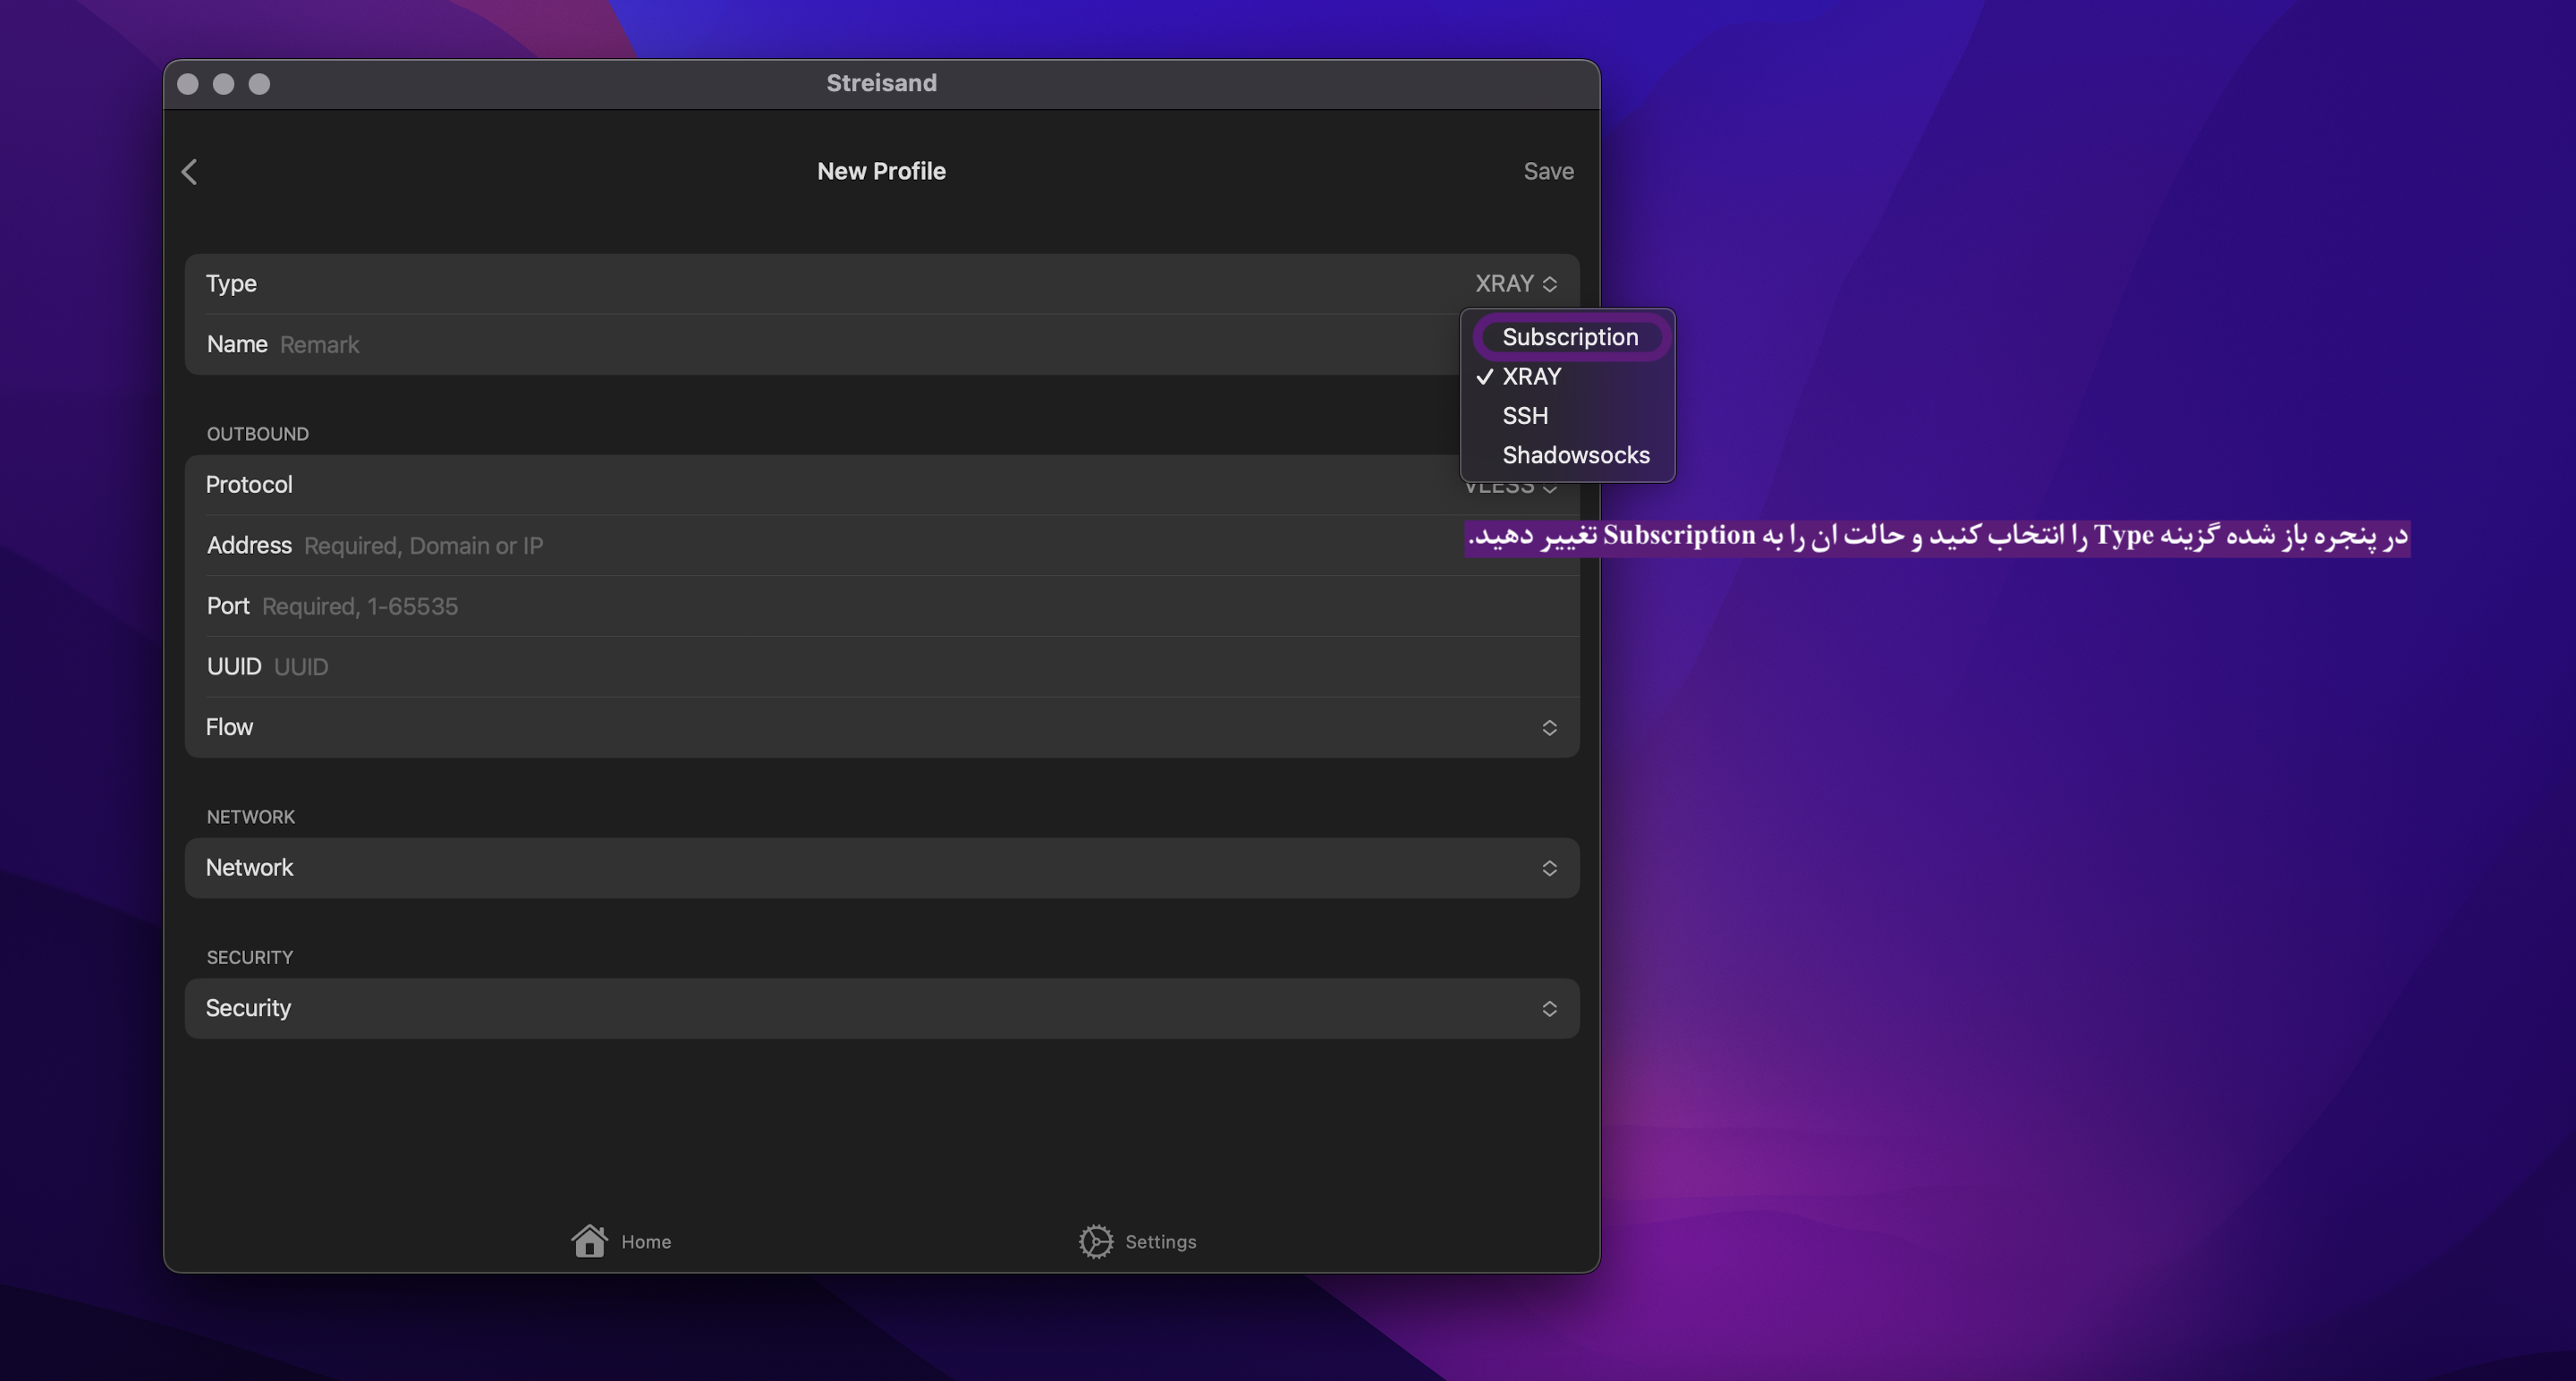 Streisand
New Profile
Save
Type
XRAY
Name Remark
Subscription
✓ XRAY
SSH
Shadowsocks
OUTBOUND
Protocol
VLESS
Address Required, Domain or IP
در پنجره باز شده گزینه Type را انتخاب کنید و حالت ان را به Subscription تغییر دهید.
Port Required, 1-65535
UUID UUID
Flow
NETWORK
Network
SECURITY
Security
Home
Settings